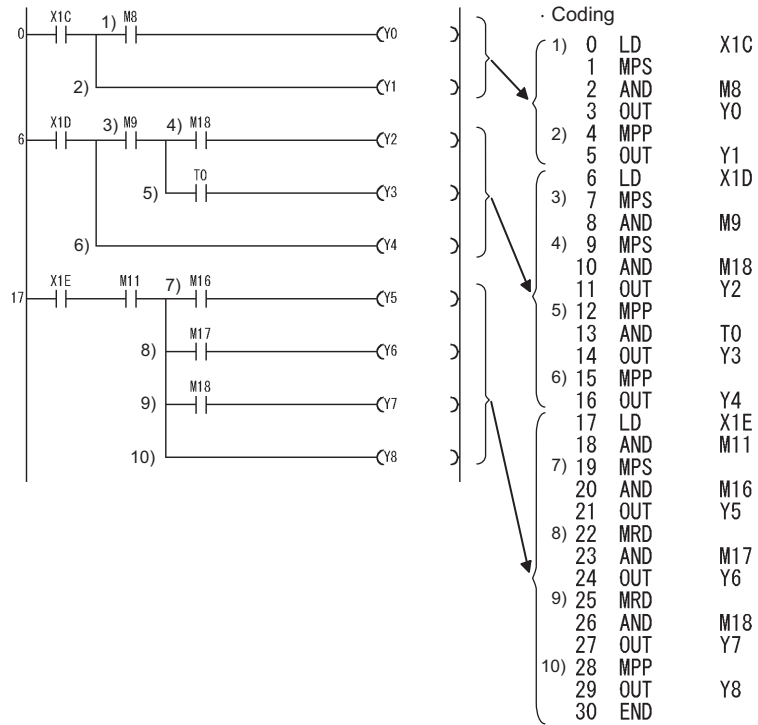 X1C 1) M8
0 Y0
2) Y1
X1D 3) M9 4) M18
6 Y2
T0
5) Y3
6) Y4
X1E M11 7) M16
17 Y5
M17
8) Y6
M18
9) Y7
10) Y8
· Coding
1) 0 LD X1C
1 MPS
2 AND M8
3 OUT Y0
2) 4 MPP
5 OUT Y1
6 LD X1D
3) 7 MPS
8 AND M9
4) 9 MPS
10 AND M18
11 OUT Y2
5) 12 MPP
13 AND T0
14 OUT Y3
6) 15 MPP
16 OUT Y4
17 LD X1E
18 AND M11
7) 19 MPS
20 AND M16
21 OUT Y5
8) 22 MRD
23 AND M17
24 OUT Y6
9) 25 MRD
26 AND M18
27 OUT Y7
10) 28 MPP
29 OUT Y8
30 END